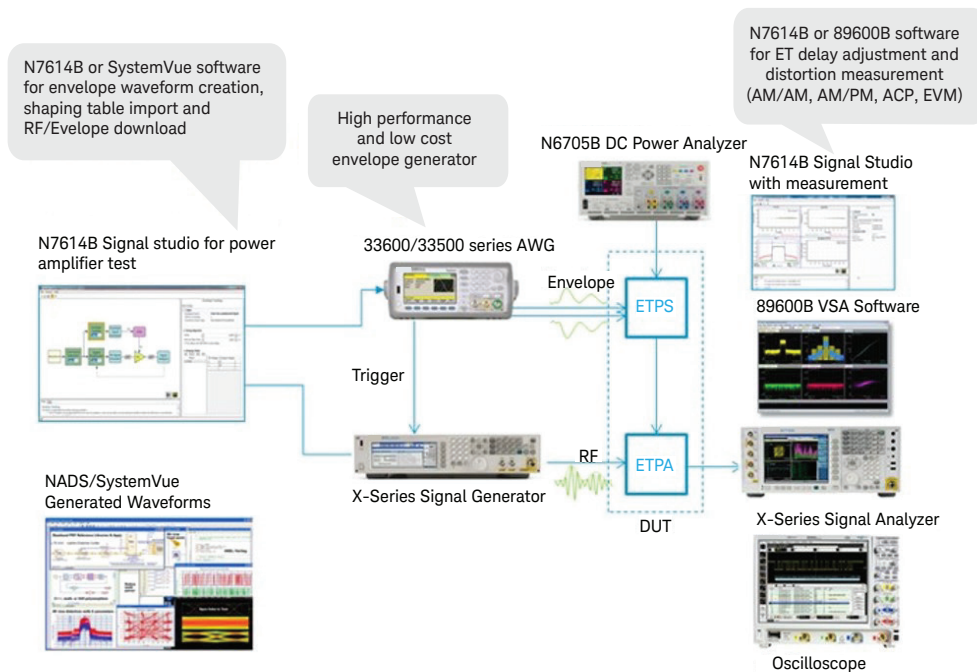 N7614B or SystemVue software
for envelope waveform creation,
shaping table import and
RF/Evelope download
High performance
and low cost
envelope generator
N7614B or 89600B software
for ET delay adjustment and
distortion measurement
(AM/AM, AM/PM, ACP, EVM)
N6705B DC Power Analyzer
N7614B Signal Studio
with measurement
N7614B Signal studio for power
amplifier test
33600/33500 series AWG
Envelope
ETPS
89600B VSA Software
Trigger
RF
ETPA
X-Series Signal Generator
DUT
NADS/SystemVue
Generated Waveforms
X-Series Signal Analyzer
Oscilloscope